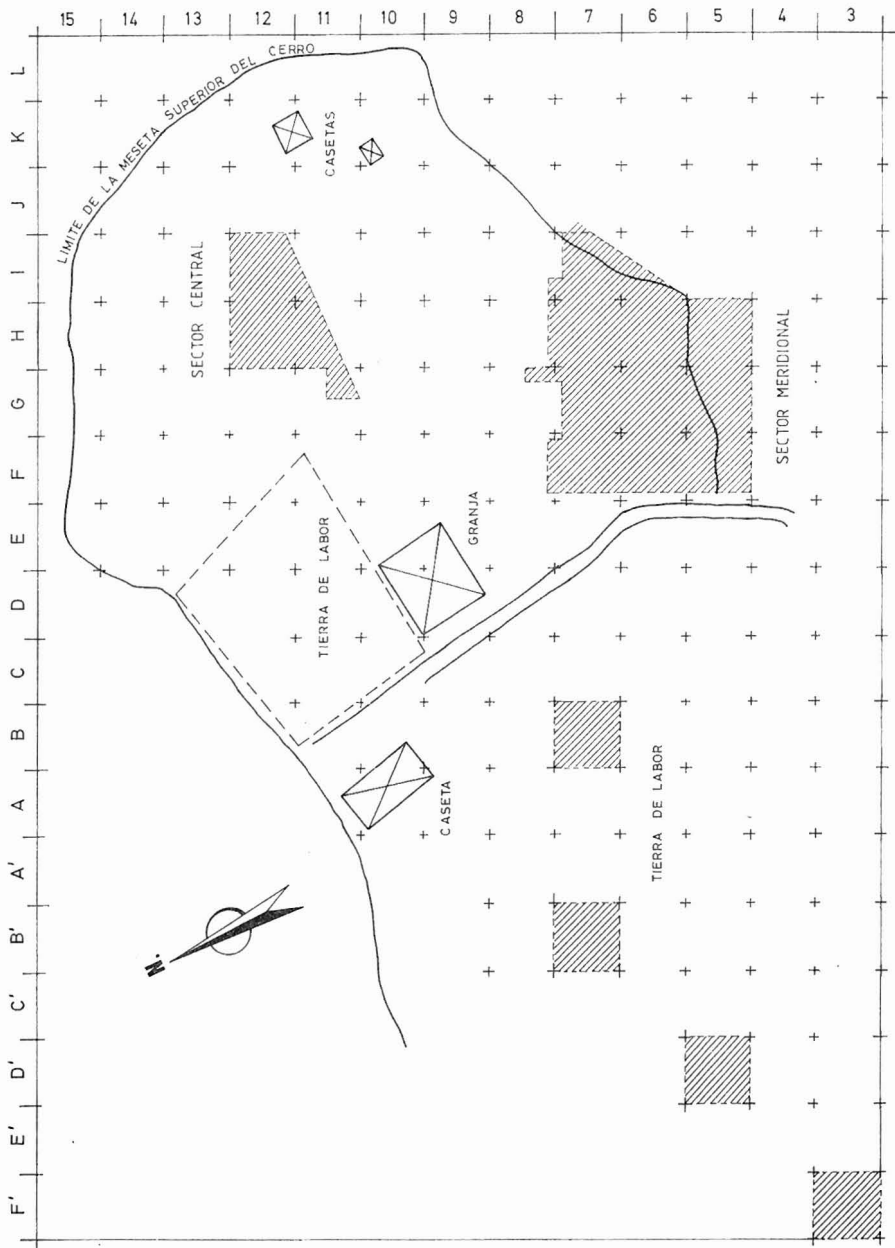 15 14 13 12 11 10 9 8 7 6 5 4 3
L
K
J
I
H
G
F
E
D
C
B
A
A'
B'
C'
D'
E'
F'
LIMITE DE LA MESETA SUPERIOR DEL CERRO
CASETAS
SECTOR CENTRAL
SECTOR MERIDIONAL
TIERRA DE LABOR
GRANJA
CASETA
TIERRA DE LABOR
N.